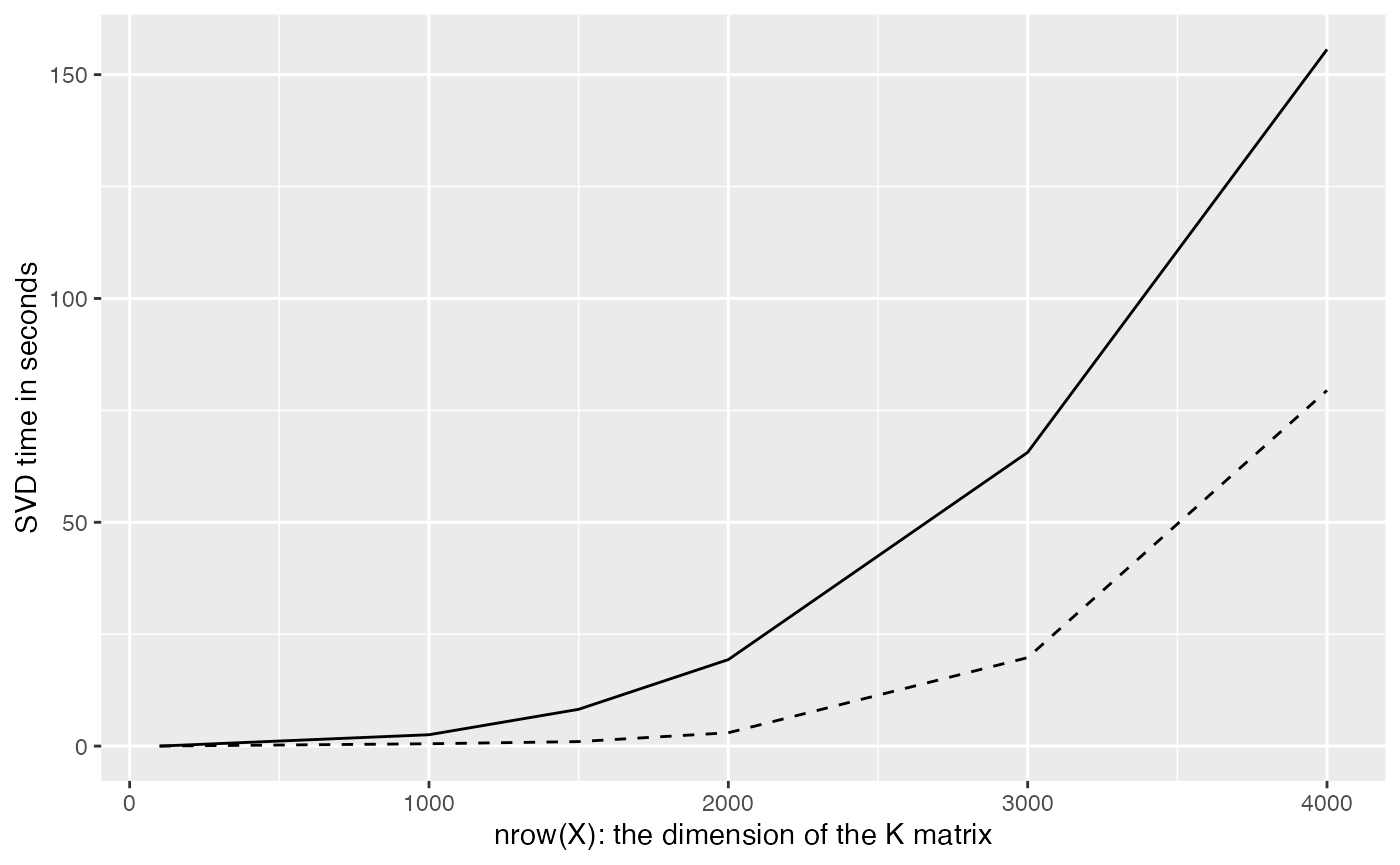 SVD time in seconds
150
100
50
0
0 1000 2000 3000 4000
nrow(X): the dimension of the K matrix